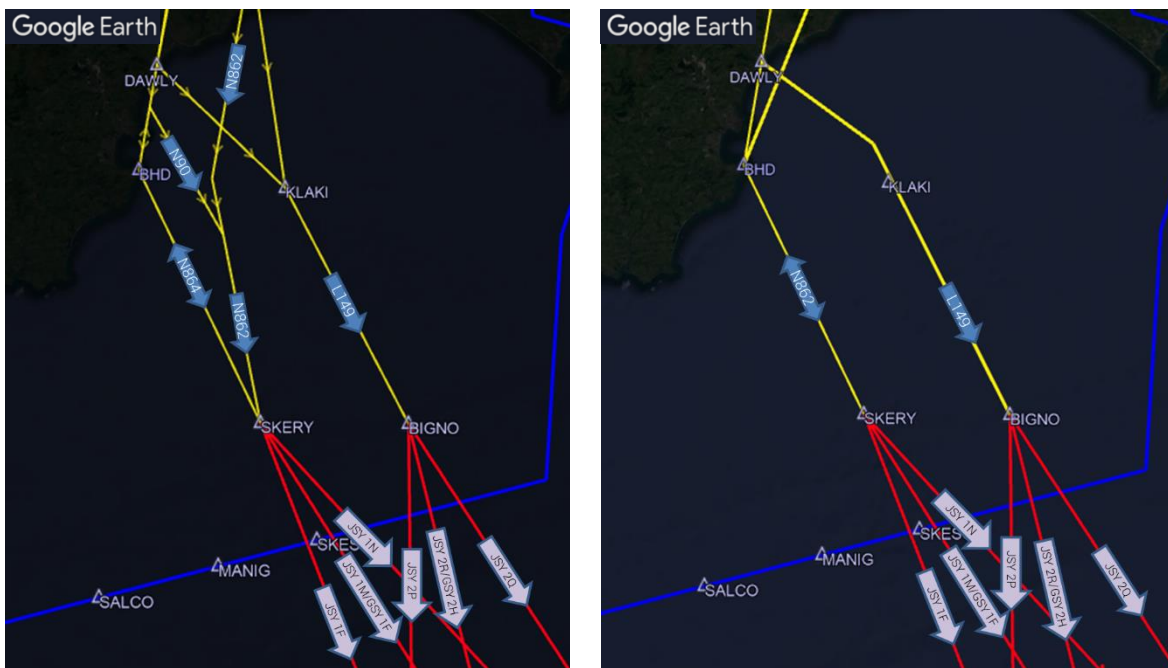 Google Earth
N862
DAWLY
N90
BHD
KLAKI
N864
N862
L149
SKERY
BIGNO
JSY 1N
SKES
JSY 2P
JSY 2R/GSY 2H
JSY 2Q
MANIG
JSY 1M/GSY 1F
SALCO
JSY 1F
Google Earth
DAWLY
BHD
KLAKI
N862
L149
SKERY
BIGNO
JSY 1N
SKES
JSY 2P
JSY 2R/GSY 2H
JSY 2Q
MANIG
JSY 1M/GSY 1F
SALCO
JSY 1F